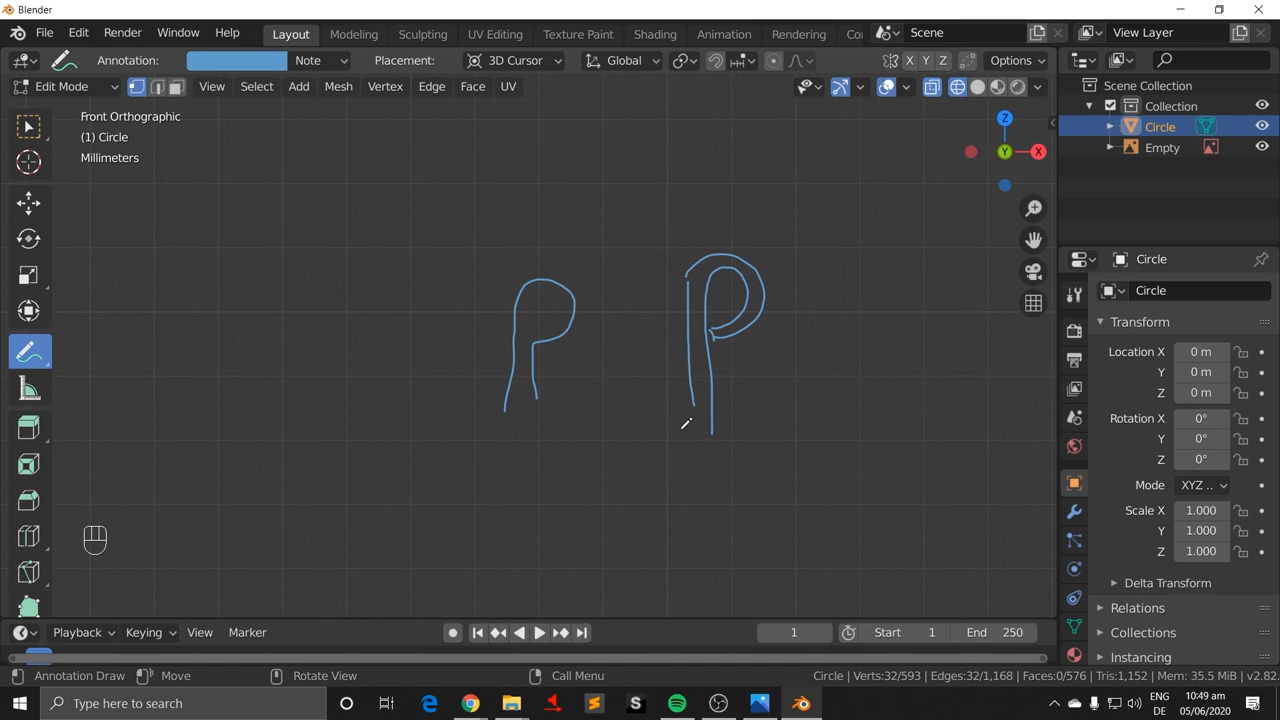 Blender
File Edit Render Window Help Layout Modeling Sculpting UV Editing Texture Paint Shading Animation Rendering Scene View Layer
Annotation: Note Placement: 3D Cursor Global X Y Z Options
Edit Mode View Select Add Mesh Vertex Edge Face UV
Scene Collection
Collection
Circle
Empty
Front Orthographic
(1) Circle
Millimeters
Z
Y
X
P P
Circle
Circle
Transform
Location X 0 m
Y 0 m
Z 0 m
Rotation X 0°
Y 0°
Z 0°
Mode XYZ ..
Scale X 1.000
Y 1.000
Z 1.000
Delta Transform
Relations
Collections
Instancing
Playback Keying View Marker 1 Start 1 End 250
Annotation Draw Move Rotate View Call Menu Circle | Verts:32/593 | Edges:32/1,168 | Faces:0/576 | Tris:1,152 | Mem: 35.5 MiB | v2.82
Type here to search
ENG 10:49 am
DE 05/06/2020